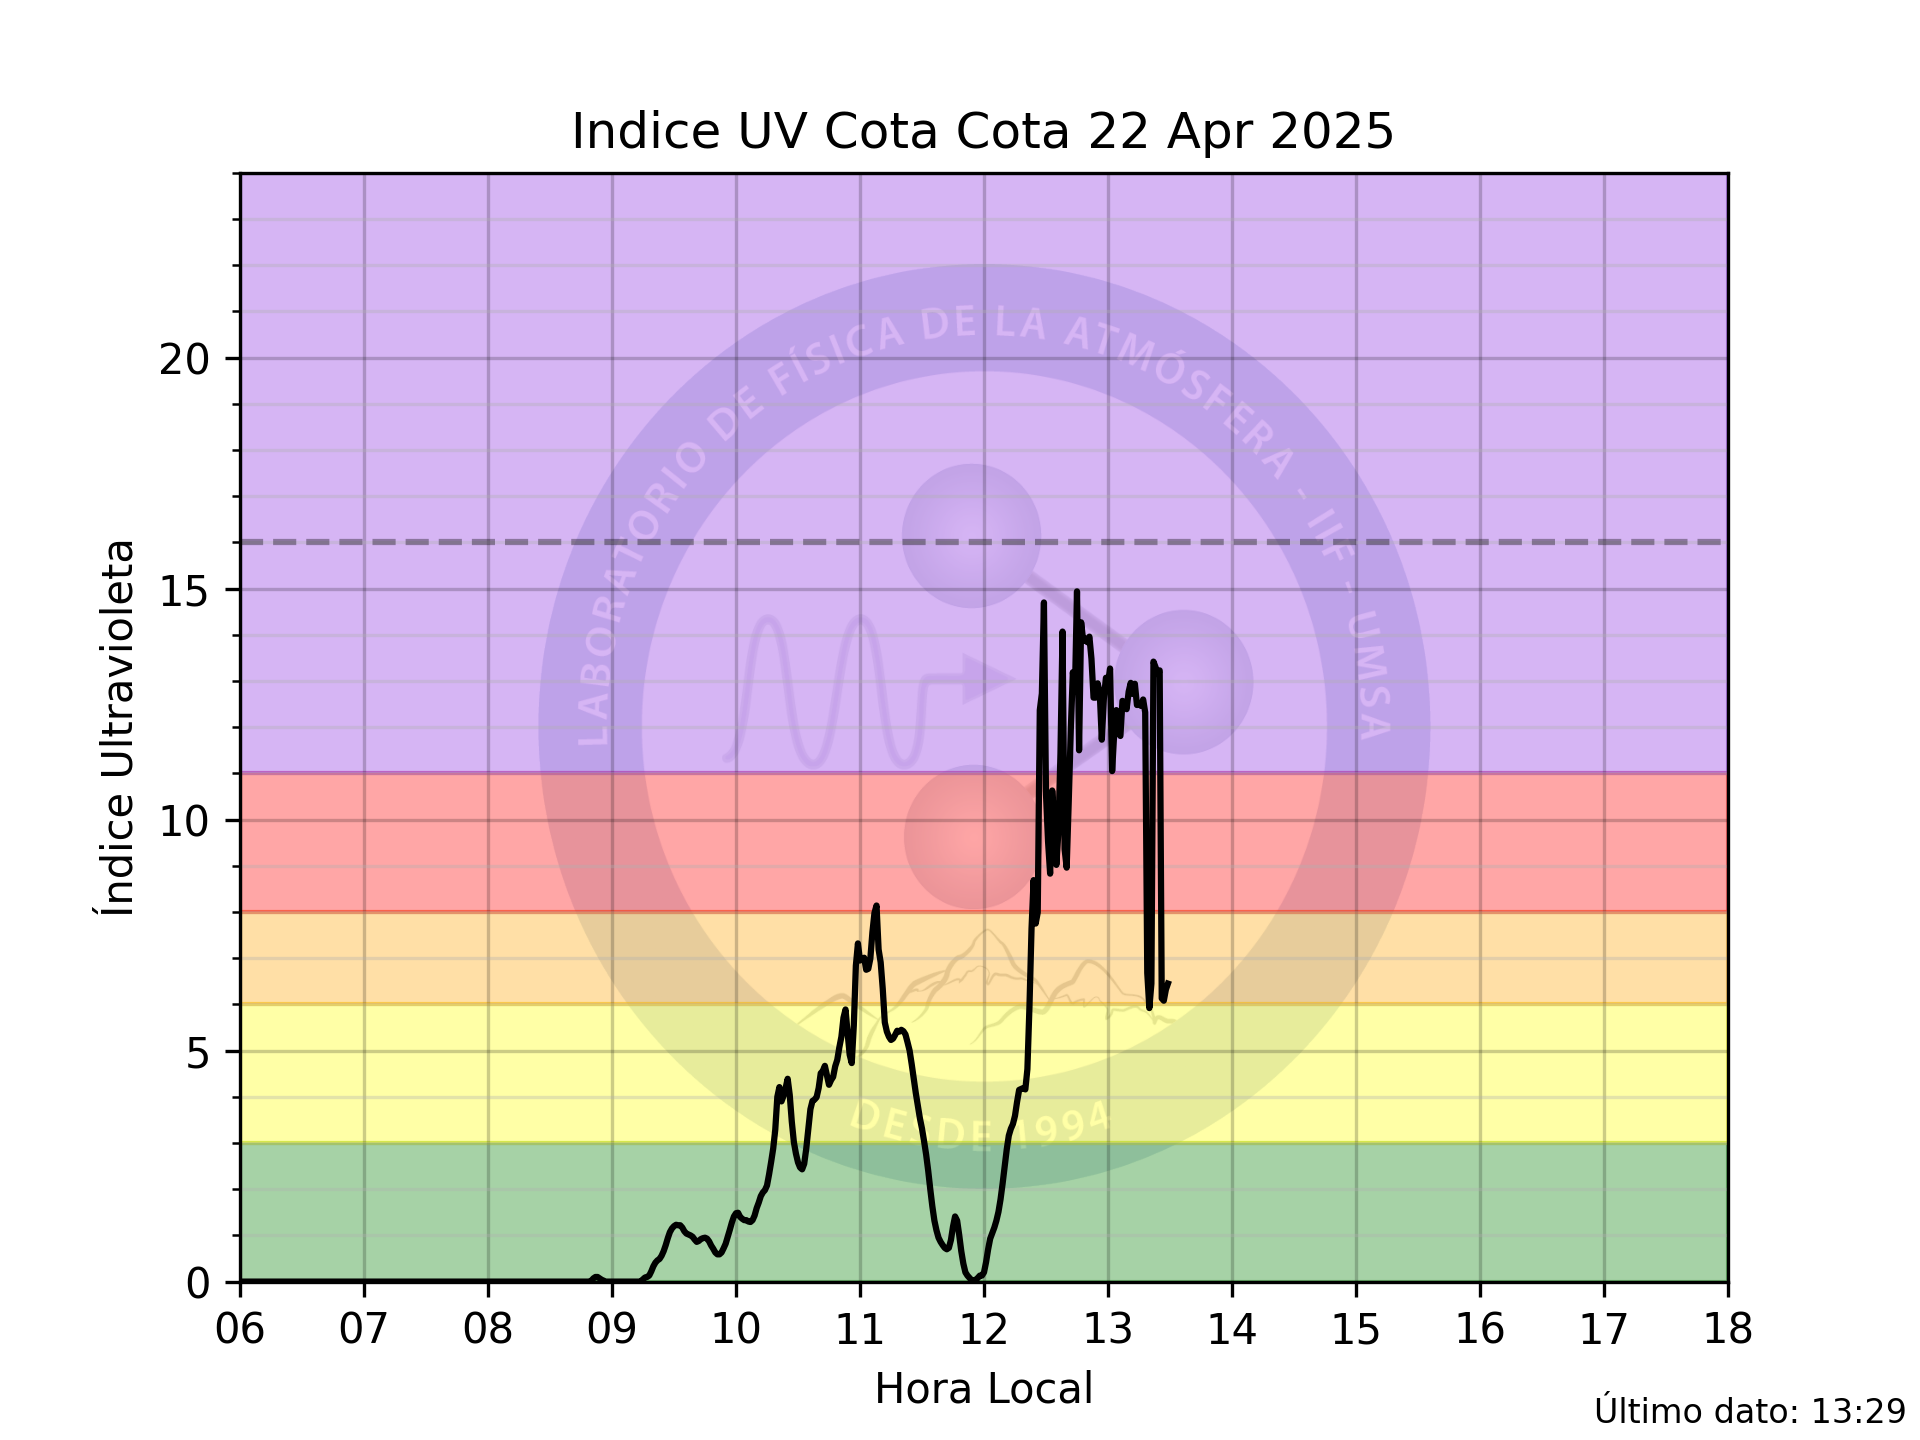 Indice UV Cota Cota 22 Apr 2025
LABORATORIO DE FÍSICA DE LA ATMÓSFERA - IIF - UMSA
DESDE 1994
Índice Ultravioleta
20
15
10
5
0
06 07 08 09 10 11 12 13 14 15 16 17 18
Hora Local
Último dato: 13:29